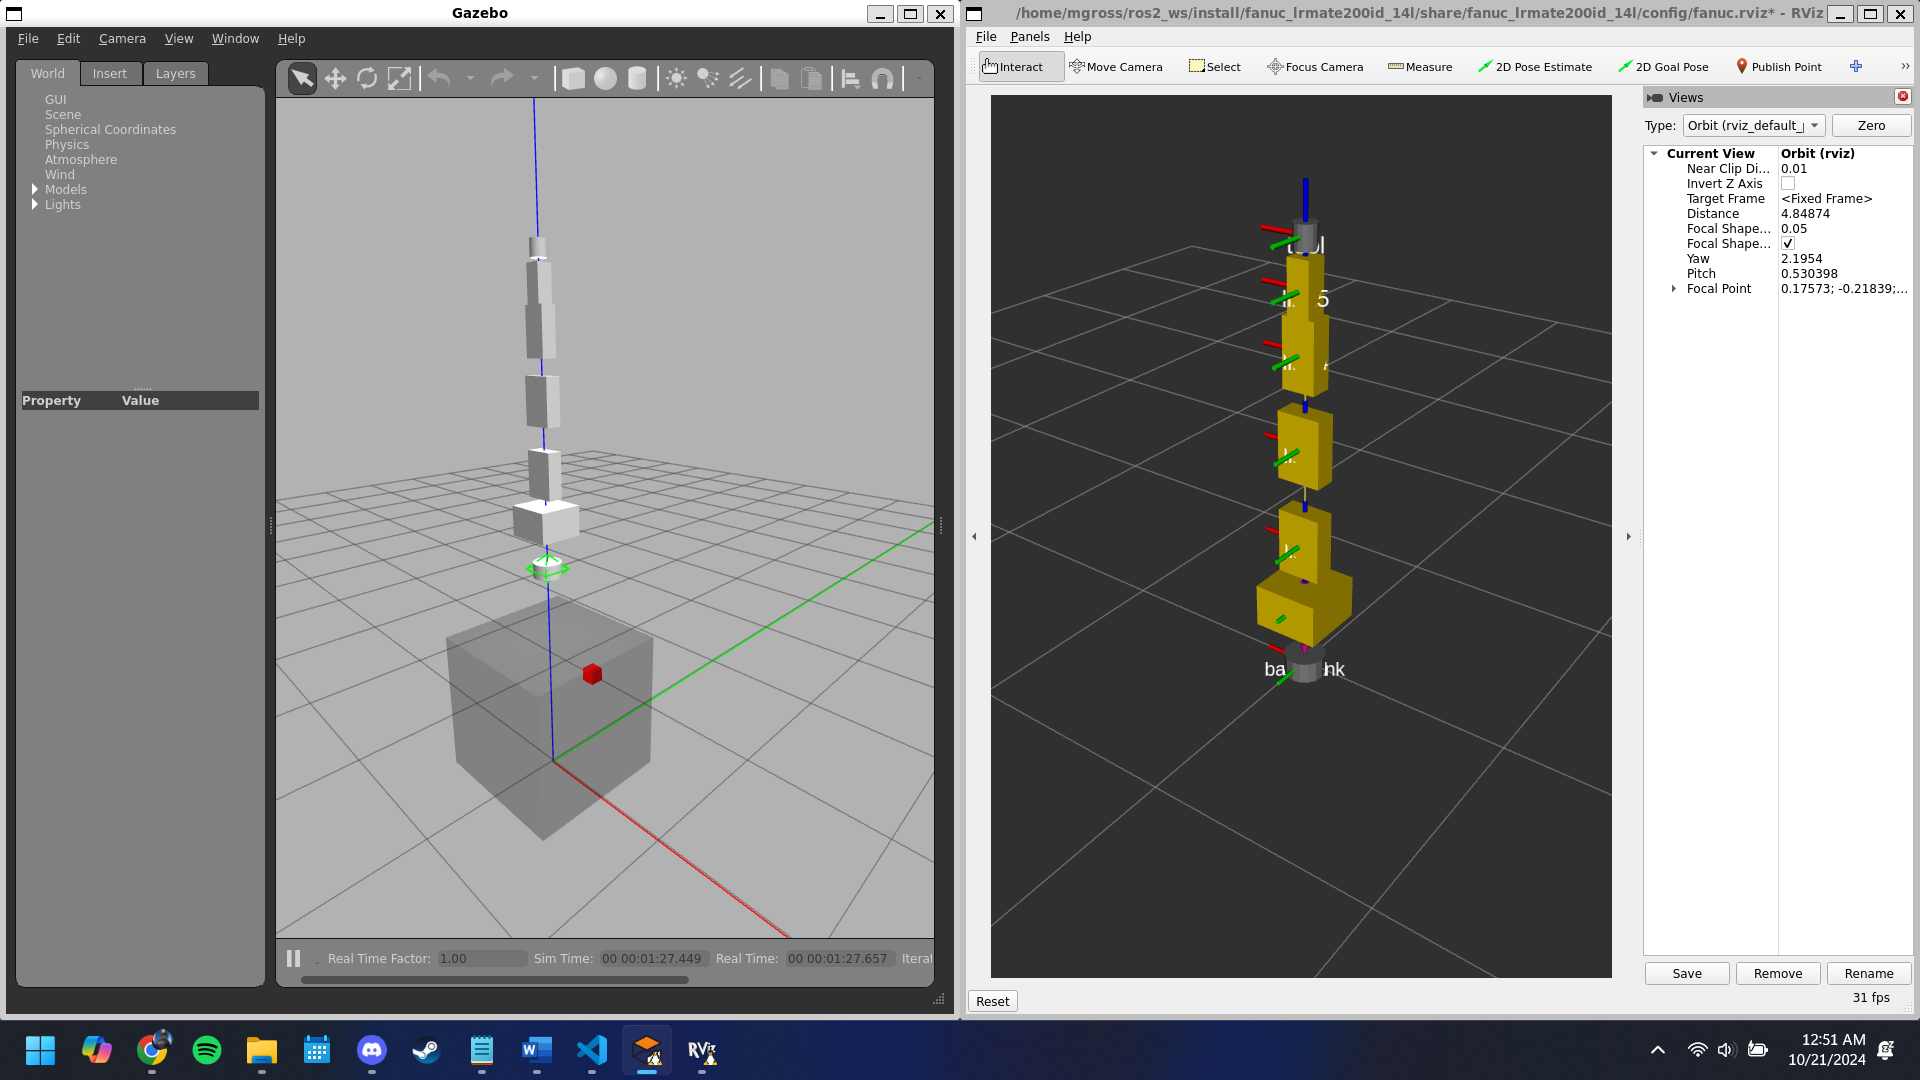 Gazebo
File Edit Camera View Window Help
World Insert Layers
GUI
Scene
Spherical Coordinates
Physics
Atmosphere
Wind
Models
Lights
Property Value
Real Time Factor: 1.00 Sim Time: 00 00:01:27.449 Real Time: 00 00:01:27.657 Iterat
/home/mgross/ros2_ws/install/fanuc_lrmate200id_14l/share/fanuc_lrmate200id_14l/config/fanuc.rviz* - RViz
File Panels Help
Interact Move Camera Select Focus Camera Measure 2D Pose Estimate 2D Goal Pose Publish Point
5
ba nk
Views
Type: Orbit (rviz_default_ Zero
Current View Orbit (rviz)
Near Clip Di... 0.01
Invert Z Axis
Target Frame <Fixed Frame>
Distance 4.84874
Focal Shape... 0.05
Focal Shape... ✓
Yaw 2.1954
Pitch 0.530398
Focal Point 0.17573; -0.21839;...
Save Remove Rename
Reset
31 fps
RViz
12:51 AM
10/21/2024